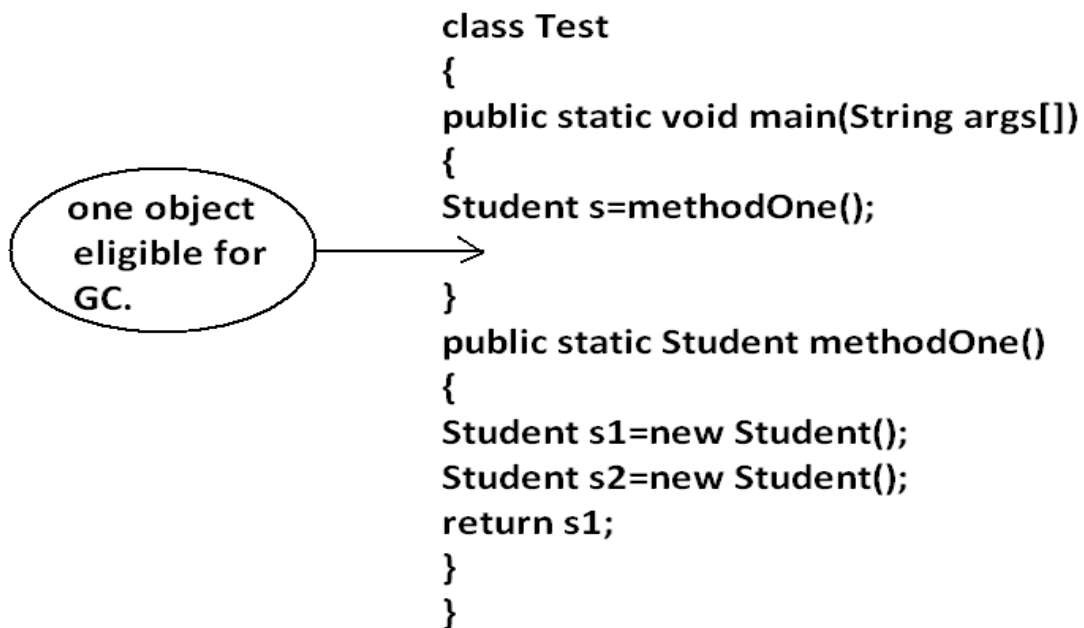 class Test
{
public static void main(String args[])
{
Student s=methodOne();
one object
eligible for
GC.
}
public static Student methodOne()
{
Student s1=new Student();
Student s2=new Student();
return s1;
}
}